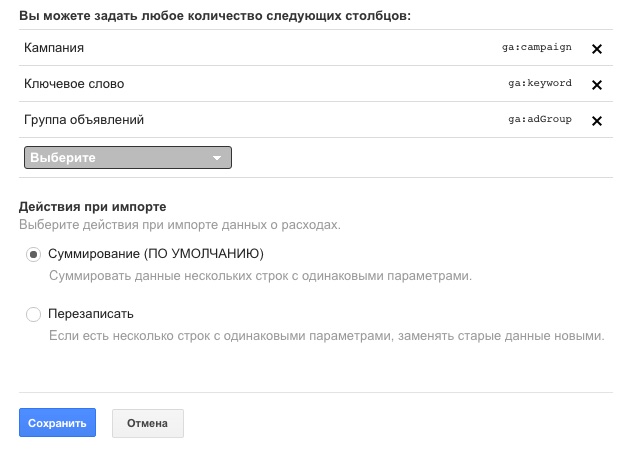 Вы можете задать любое количество следующих столбцов:
Кампания ga:campaign ✕
Ключевое слово ga:keyword ✕
Группа объявлений ga:adGroup ✕
Выберите
Действия при импорте
Выберите действия при импорте данных о расходах.
Суммирование (ПО УМОЛЧАНИЮ)
Суммировать данные нескольких строк с одинаковыми параметрами.
Перезаписать
Если есть несколько строк с одинаковыми параметрами, заменять старые данные новыми.
Сохранить Отмена